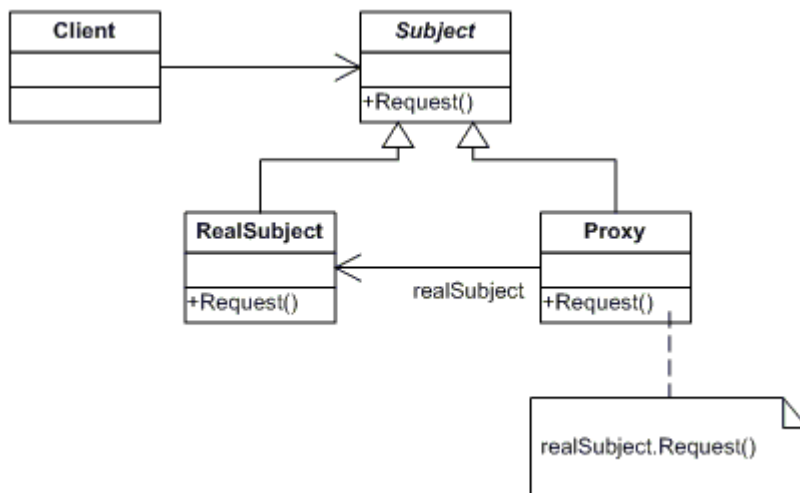 Client
Subject
+Request()
RealSubject
Proxy
realSubject
+Request()
+Request()
realSubject.Request()